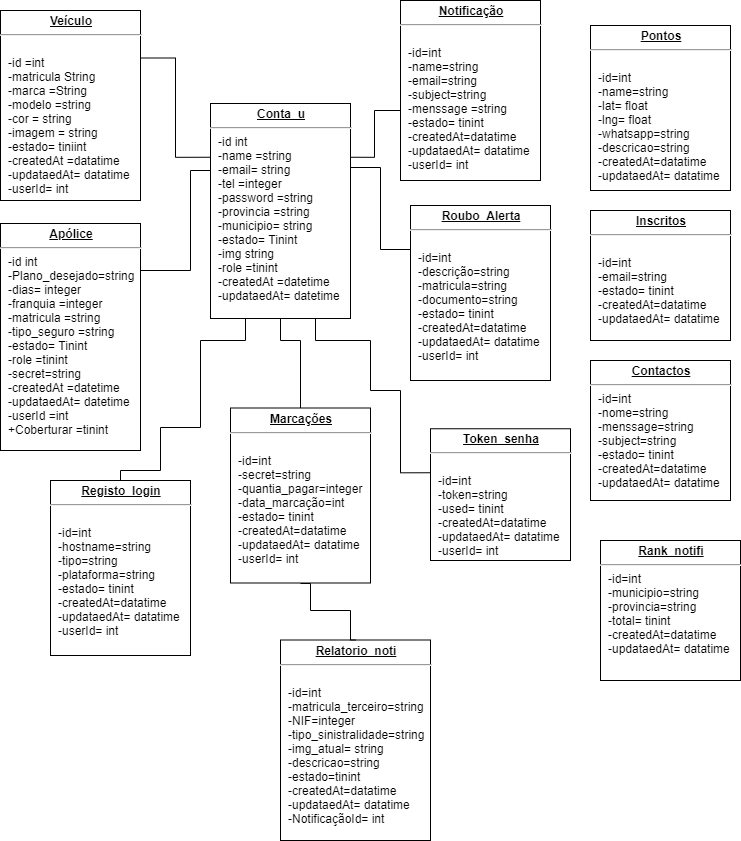 Veículo
-id =int
-matricula String
-marca =String
-modelo =string
-cor = string
-imagem = string
-estado= tiniint
-createdAt =datatime
-updataedAt= datatime
-userId= int
Apólice
-id int
-Plano_desejado=string
-dias= integer
-franquia =integer
-matricula =string
-tipo_seguro =string
-estado= Tinint
-role =tinint
-secret=string
-createdAt =datetime
-updataedAt= datetime
-userId =int
+Coberturar =tinint
Conta_u
-id int
-name =string
-email= string
-tel =integer
-password =string
-provincia =string
-municipio= string
-estado= Tinint
-img string
-role =tinint
-createdAt =datetime
-updataedAt= datetime
Notificação
-id=int
-name=string
-email=string
-subject=string
-menssage =string
-estado= tinint
-createdAt=datatime
-updataedAt= datatime
-userId= int
Roubo_Alerta
-id=int
-descrição=string
-matricula=string
-documento=string
-estado= tinint
-createdAt=datatime
-updataedAt= datatime
-userId= int
Pontos
-id=int
-name=string
-lat= float
-lng= float
-whatsapp=string
-descricao=string
-createdAt=datatime
-updataedAt= datatime
Inscritos
-id=int
-email=string
-estado= tinint
-createdAt=datatime
-updataedAt= datatime
Contactos
-id=int
-nome=string
-menssage=string
-subject=string
-estado= tinint
-createdAt=datatime
-updataedAt= datatime
Marcações
-id=int
-secret=string
-quantia_pagar=integer
-data_marcação=int
-estado= tinint
-createdAt=datatime
-updataedAt= datatime
-userId= int
Token_senha
-id=int
-token=string
-used= tinint
-createdAt=datatime
-updataedAt= datatime
-userId= int
Registo_login
-id=int
-hostname=string
-tipo=string
-plataforma=string
-estado= tinint
-createdAt=datatime
-updataedAt= datatime
-userId= int
Rank_notifi
-id=int
-municipio=string
-provincia=string
-total= tinint
-createdAt=datatime
-updataedAt= datatime
Relatorio_noti
-id=int
-matricula_terceiro=string
-NIF=integer
-tipo_sinistralidade=string
-img_atual= string
-descricao=string
-estado=tinint
-createdAt=datatime
-updataedAt= datatime
-NotificaçãoId= int